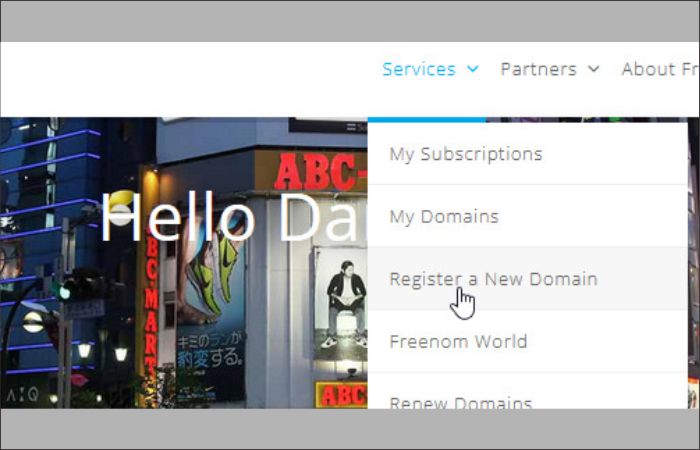 Services
Partners
About Fr
My Subscriptions
My Domains
Register a New Domain
Freenom World
Renew Domains
Hello Da
ABC-
ABC-MART
キミのランが
豹変する。
ABC